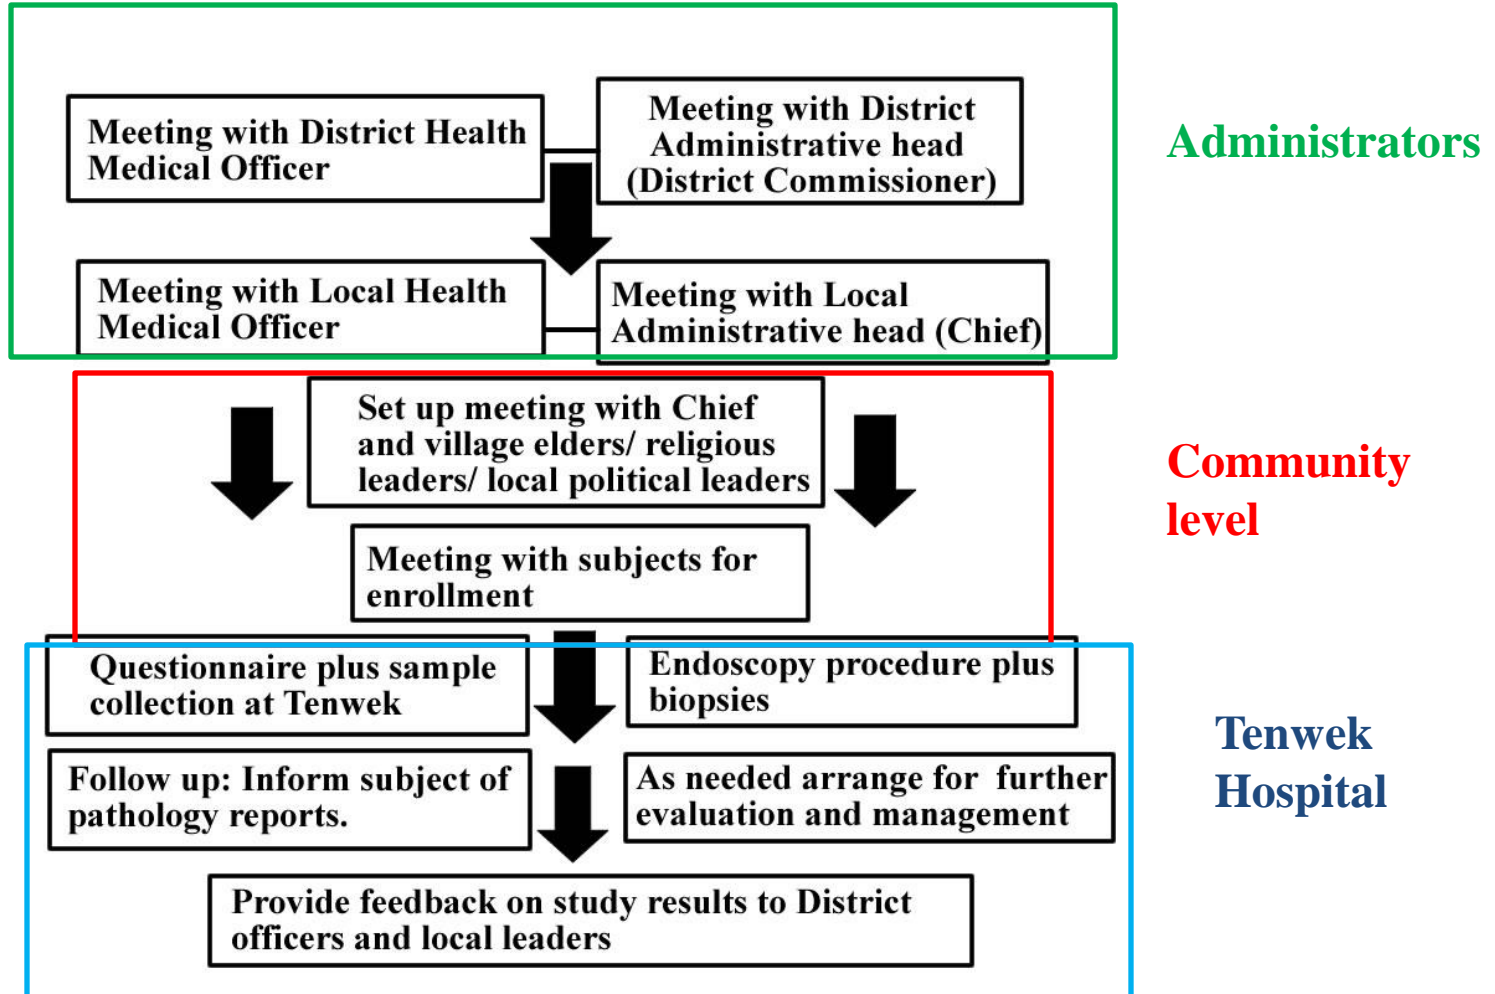 Meeting with District Health
Medical Officer
Meeting with District
Administrative head
(District Commissioner)
Administrators
Meeting with Local Health
Medical Officer
Meeting with Local
Administrative head (Chief)
Set up meeting with Chief
and village elders/ religious
leaders/ local political leaders
Community
level
Meeting with subjects for
enrollment
Questionnaire plus sample
collection at Tenwek
Endoscopy procedure plus
biopsies
Tenwek
Hospital
Follow up: Inform subject of
pathology reports.
As needed arrange for further
evaluation and management
Provide feedback on study results to District
officers and local leaders